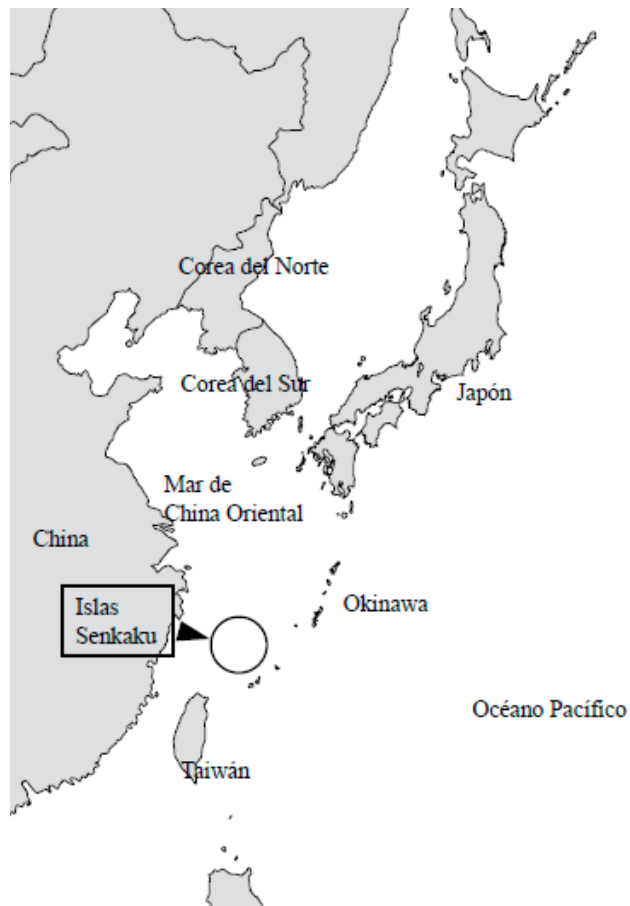 Corea del Norte
Corea del Sur
Japón
Mar de
China Oriental
China
Islas
Senkaku
Okinawa
Océano Pacífico
Taiwán